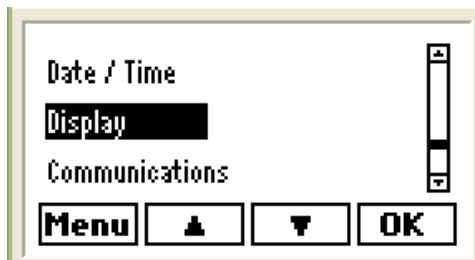 Date / Time
Display
Communications
Menu ▲ ▼ OK